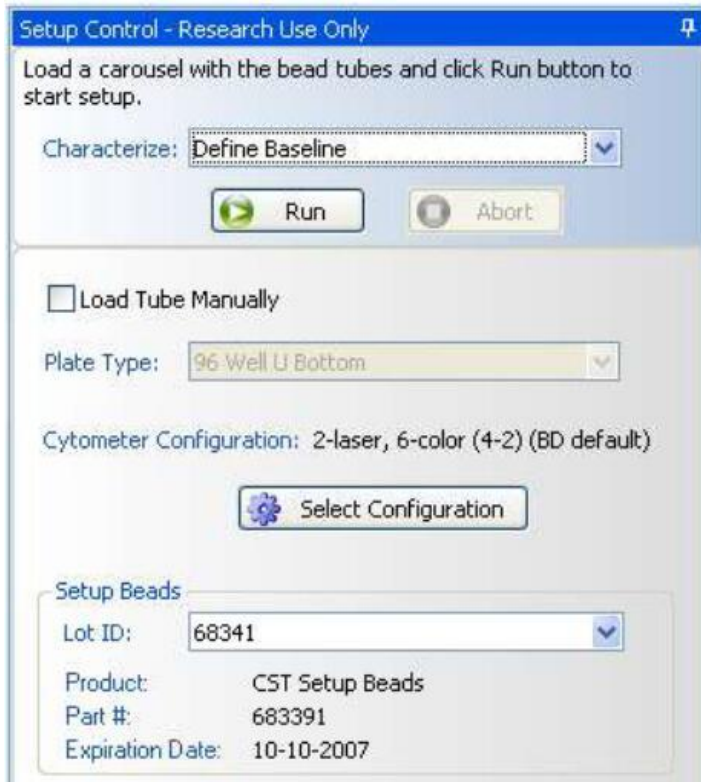 Setup Control - Research Use Only
Load a carousel with the bead tubes and click Run button to
start setup.
Characterize: Define Baseline
Run Abort
Load Tube Manually
Plate Type: 96 Well U Bottom
Cytometer Configuration: 2-laser, 6-color (4-2) (BD default)
Select Configuration
Setup Beads
Lot ID: 68341
Product: CST Setup Beads
Part #: 683391
Expiration Date: 10-10-2007